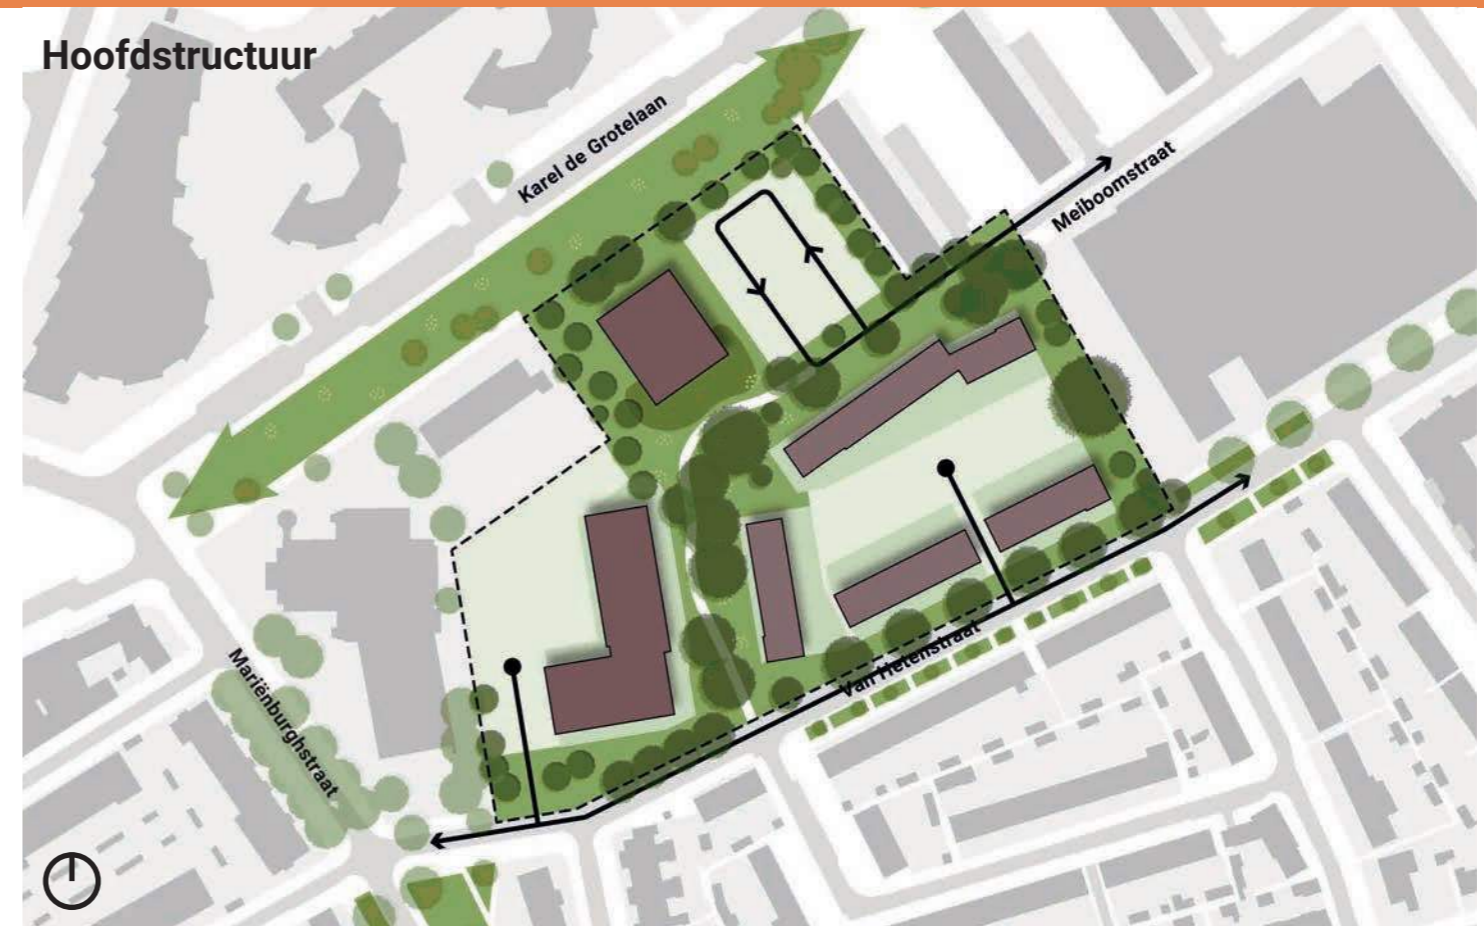 Hoofdstructuur
Karel de Grotelaan
Meiboomstraat
Van Hetenstraat
Mariënburghstraat